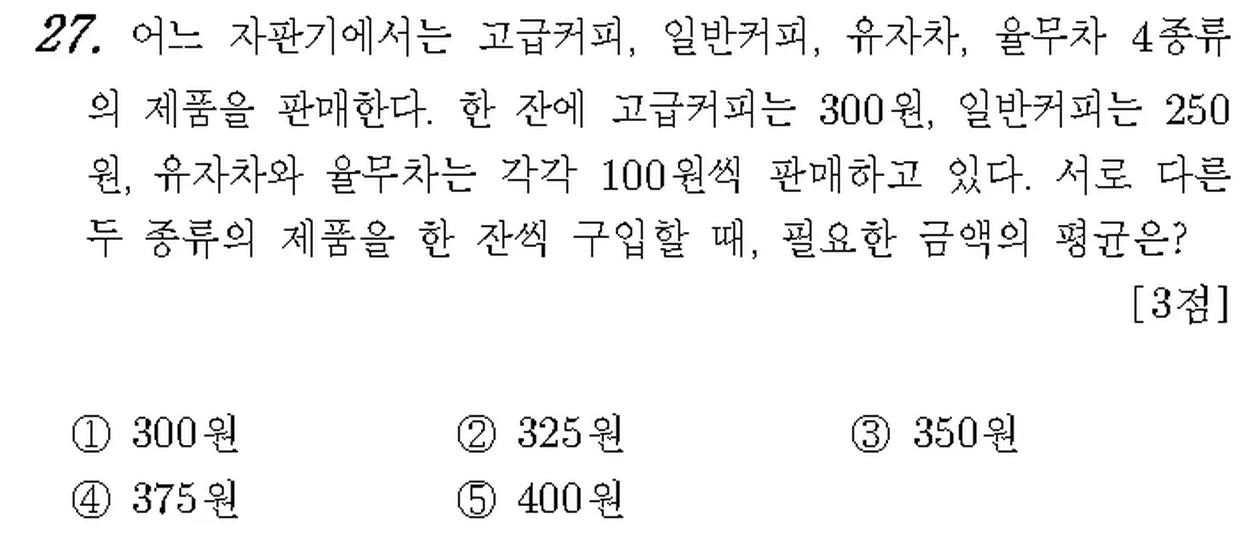 27. 어느 자판기에서는 고급커피, 일반커피, 유자차, 율무차 4종류
의 제품을 판매한다. 한 잔에 고급커피는 300원, 일반커피는 250
원, 유자차와 율무차는 각각 100원씩 판매하고 있다. 서로 다른
두 종류의 제품을 한 잔씩 구입할 때, 필요한 금액의 평균은?
[3점]
① 300원 ② 325원 ③ 350원
④ 375원 ⑤ 400원